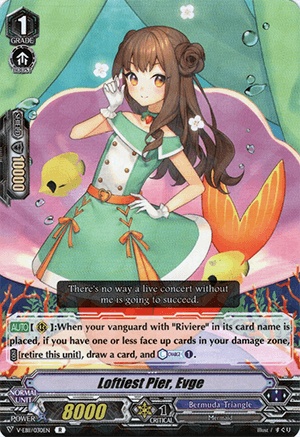 1
GRADE
BOOST
SHIELD 10000
There's no way a live concert without
me is going to succeed.
AUTO [ ]:When your vanguard with "Riviere" in its card name is
placed, if you have one or less face up cards in your damage zone,
[retire this unit], draw a card, and CHARGE 2.
Loftiest Pier, Evge
NORMAL UNIT
POWER
8000
1
CRITICAL
Bermuda Triangle
Mermaid
V-EB11/030EN R